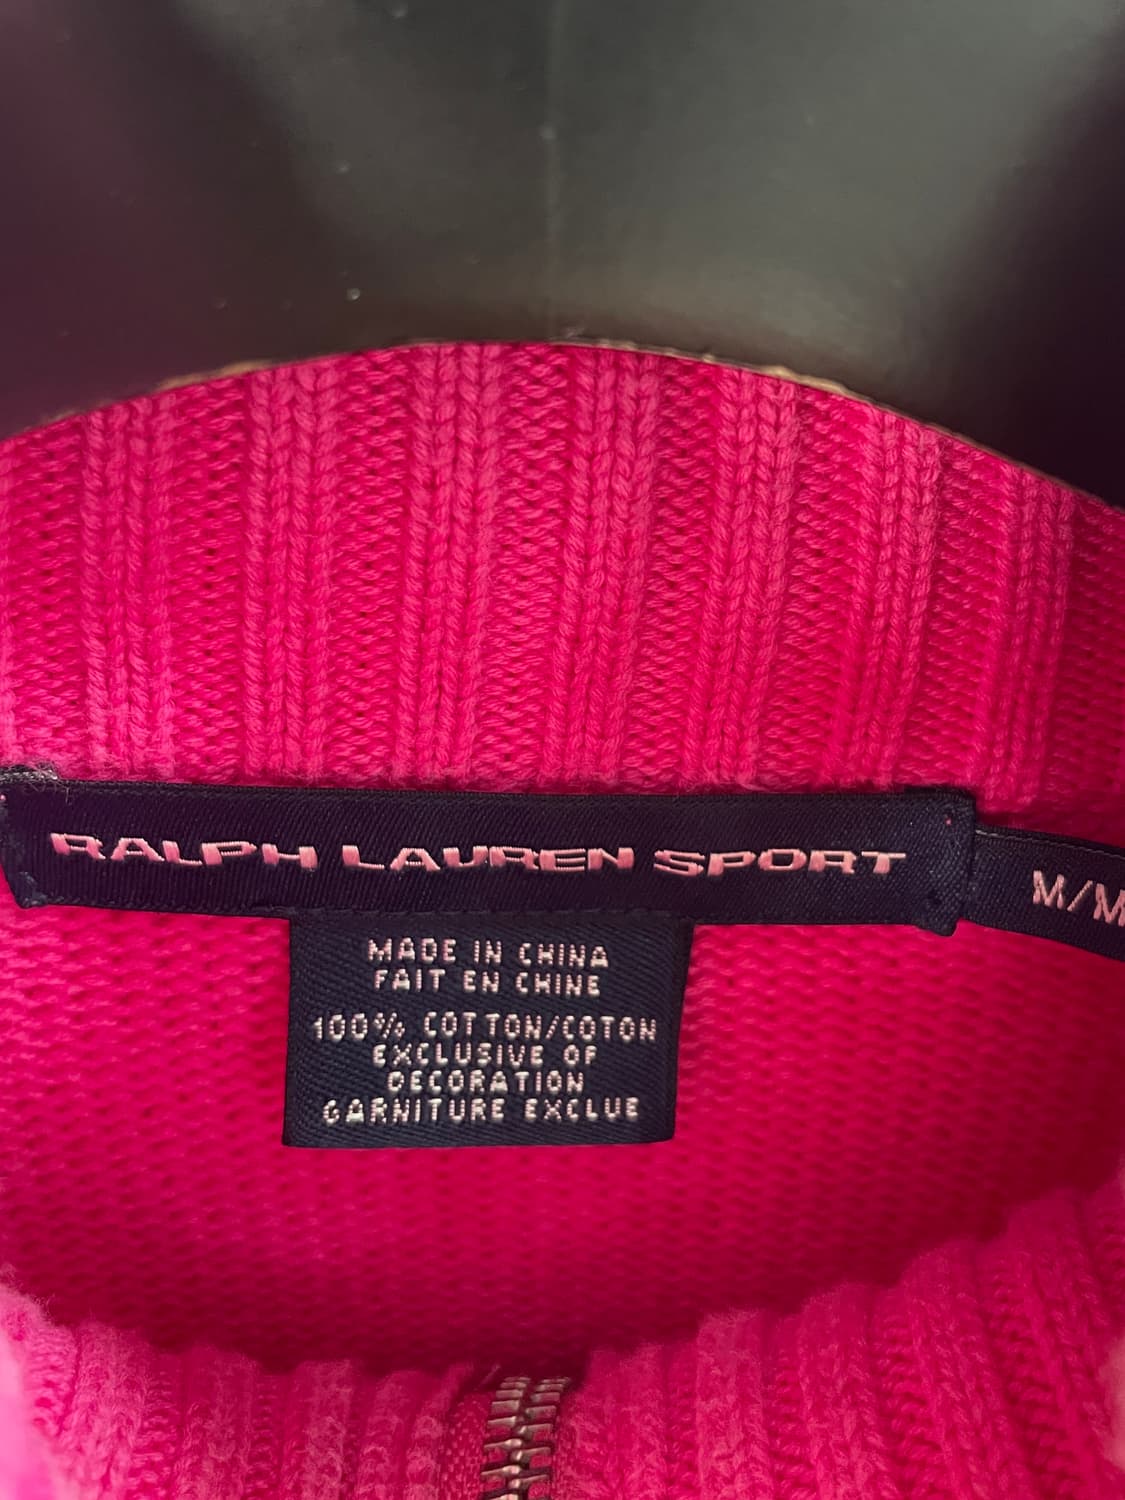 RALPH LAUREN SPORT
M/M
MADE IN CHINA
FAIT EN CHINE
100% COTTON/COTON
EXCLUSIVE OF
DECORATION
GARNITURE EXCLUE